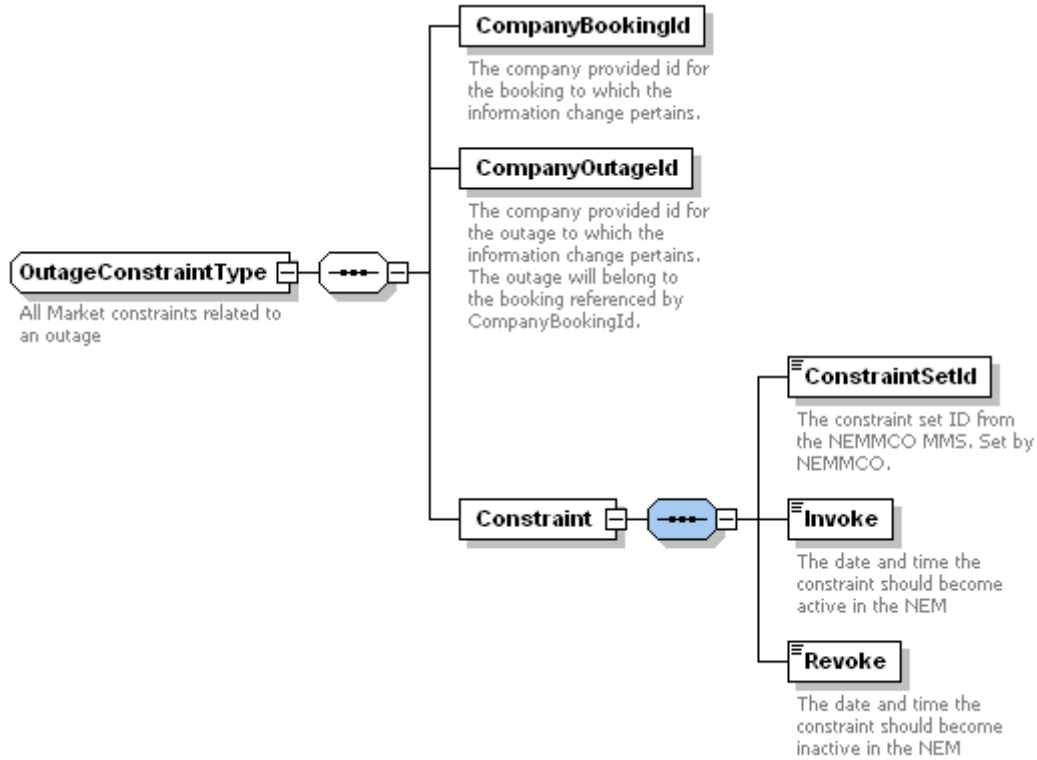 CompanyBookingId
The company provided id for
the booking to which the
information change pertains.
CompanyOutageId
The company provided id for
the outage to which the
information change pertains.
The outage will belong to
the booking referenced by
CompanyBookingId.
OutageConstraintType
All Market constraints related to
an outage
ConstraintSetId
The constraint set ID from
the NEMMCO MMS. Set by
NEMMCO.
Constraint
Invoke
The date and time the
constraint should become
active in the NEM
Revoke
The date and time the
constraint should become
inactive in the NEM